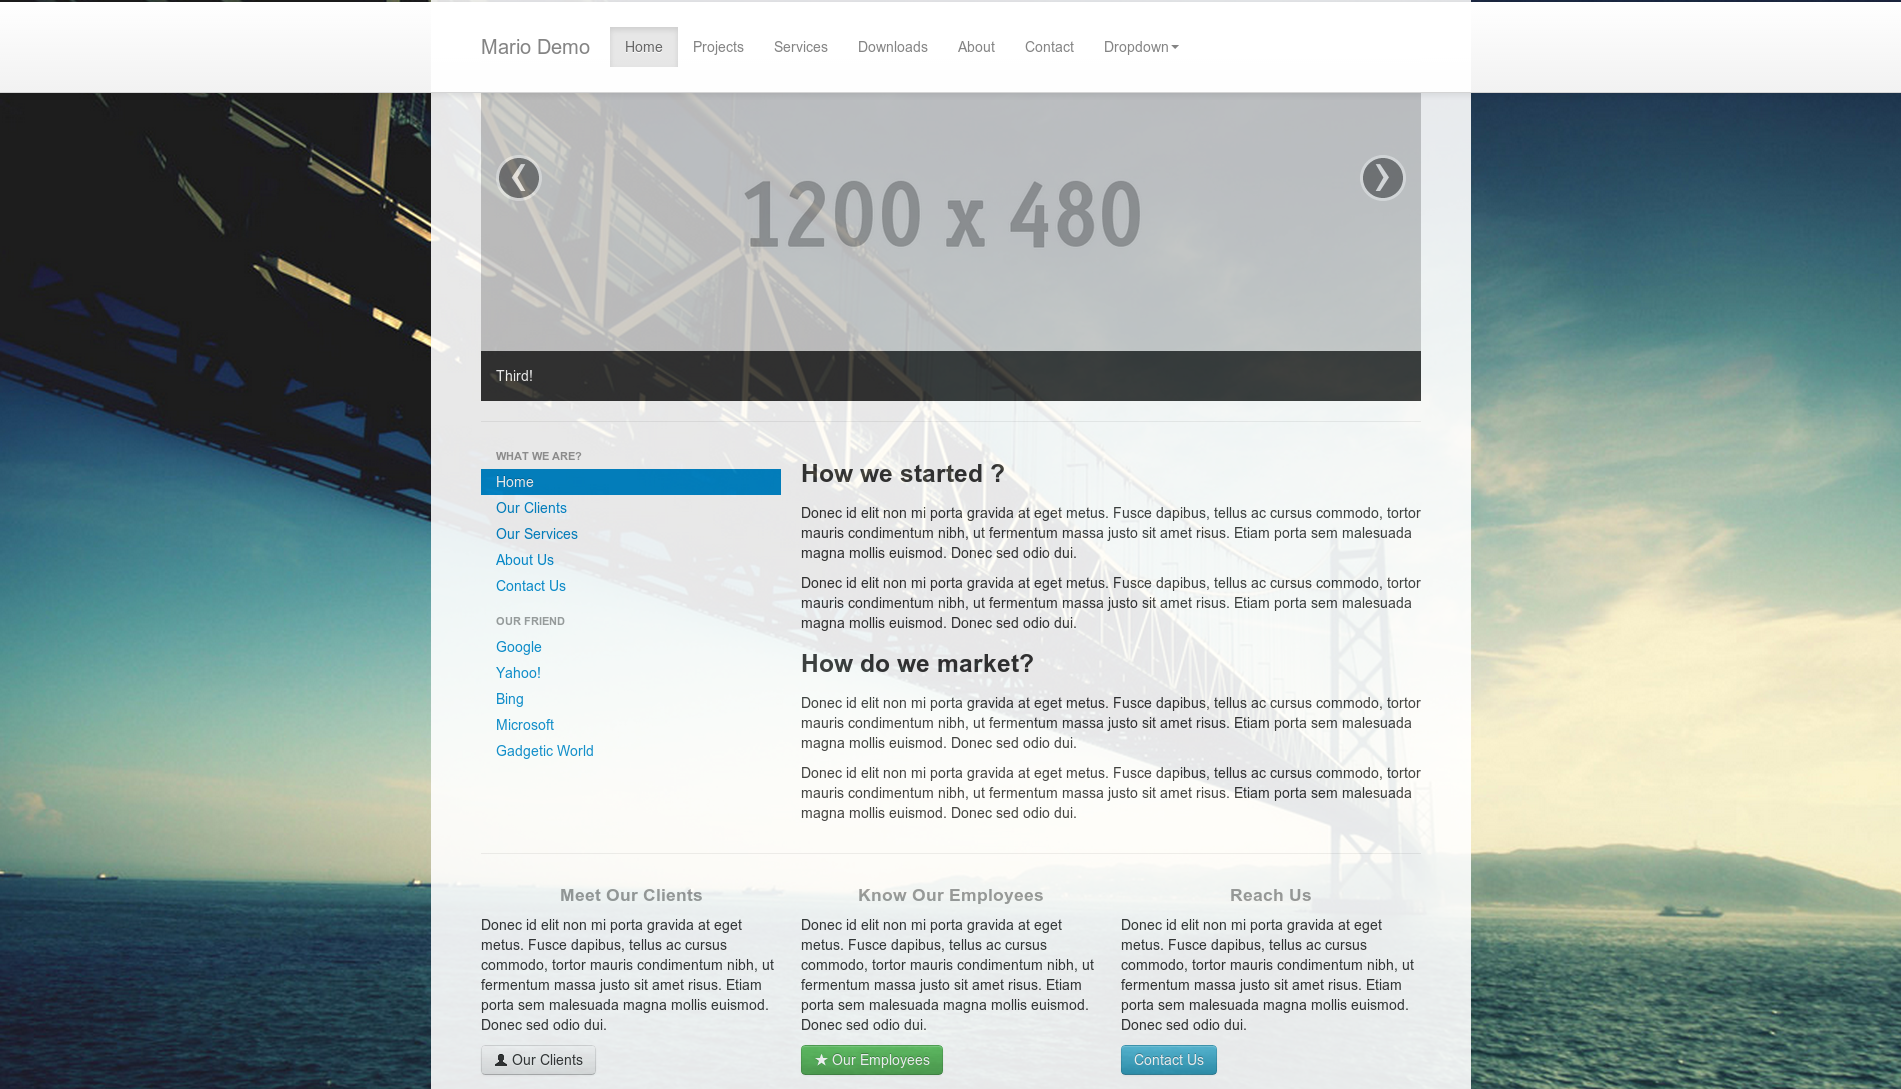 Mario Demo Home Projects Services Downloads About Contact Dropdown
1200 x 480
Third!
WHAT WE ARE?
Home
Our Clients
Our Services
About Us
Contact Us
OUR FRIEND
Google
Yahoo!
Bing
Microsoft
Gadgetic World
How we started ?
Donec id elit non mi porta gravida at eget metus. Fusce dapibus, tellus ac cursus commodo, tortor
mauris condimentum nibh, ut fermentum massa justo sit amet risus. Etiam porta sem malesuada
magna mollis euismod. Donec sed odio dui.
Donec id elit non mi porta gravida at eget metus. Fusce dapibus, tellus ac cursus commodo, tortor
mauris condimentum nibh, ut fermentum massa justo sit amet risus. Etiam porta sem malesuada
magna mollis euismod. Donec sed odio dui.
How do we market?
Donec id elit non mi porta gravida at eget metus. Fusce dapibus, tellus ac cursus commodo, tortor
mauris condimentum nibh, ut fermentum massa justo sit amet risus. Etiam porta sem malesuada
magna mollis euismod. Donec sed odio dui.
Donec id elit non mi porta gravida at eget metus. Fusce dapibus, tellus ac cursus commodo, tortor
mauris condimentum nibh, ut fermentum massa justo sit amet risus. Etiam porta sem malesuada
magna mollis euismod. Donec sed odio dui.
Meet Our Clients
Donec id elit non mi porta gravida at eget
metus. Fusce dapibus, tellus ac cursus
commodo, tortor mauris condimentum nibh, ut
fermentum massa justo sit amet risus. Etiam
porta sem malesuada magna mollis euismod.
Donec sed odio dui.
Our Clients
Know Our Employees
Donec id elit non mi porta gravida at eget
metus. Fusce dapibus, tellus ac cursus
commodo, tortor mauris condimentum nibh, ut
fermentum massa justo sit amet risus. Etiam
porta sem malesuada magna mollis euismod.
Donec sed odio dui.
Our Employees
Reach Us
Donec id elit non mi porta gravida at eget
metus. Fusce dapibus, tellus ac cursus
commodo, tortor mauris condimentum nibh, ut
fermentum massa justo sit amet risus. Etiam
porta sem malesuada magna mollis euismod.
Donec sed odio dui.
Contact Us